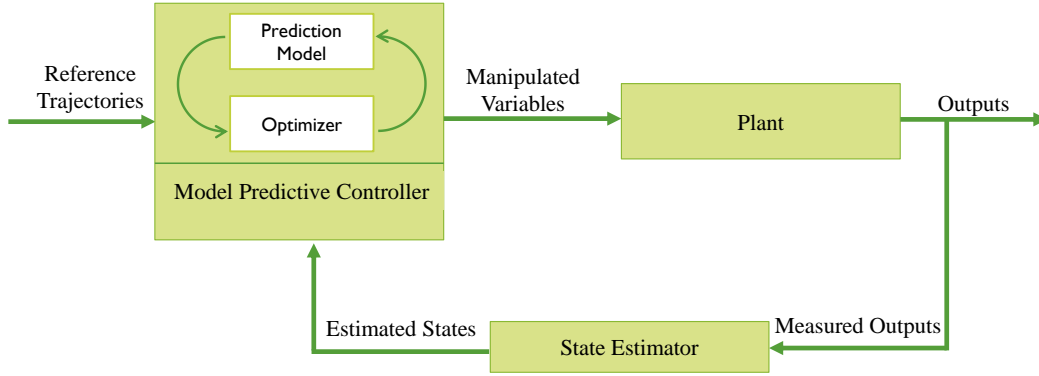 Prediction
Model
Optimizer
Model Predictive Controller
Reference
Trajectories
Manipulated
Variables
Plant
Outputs
Measured Outputs
State Estimator
Estimated States